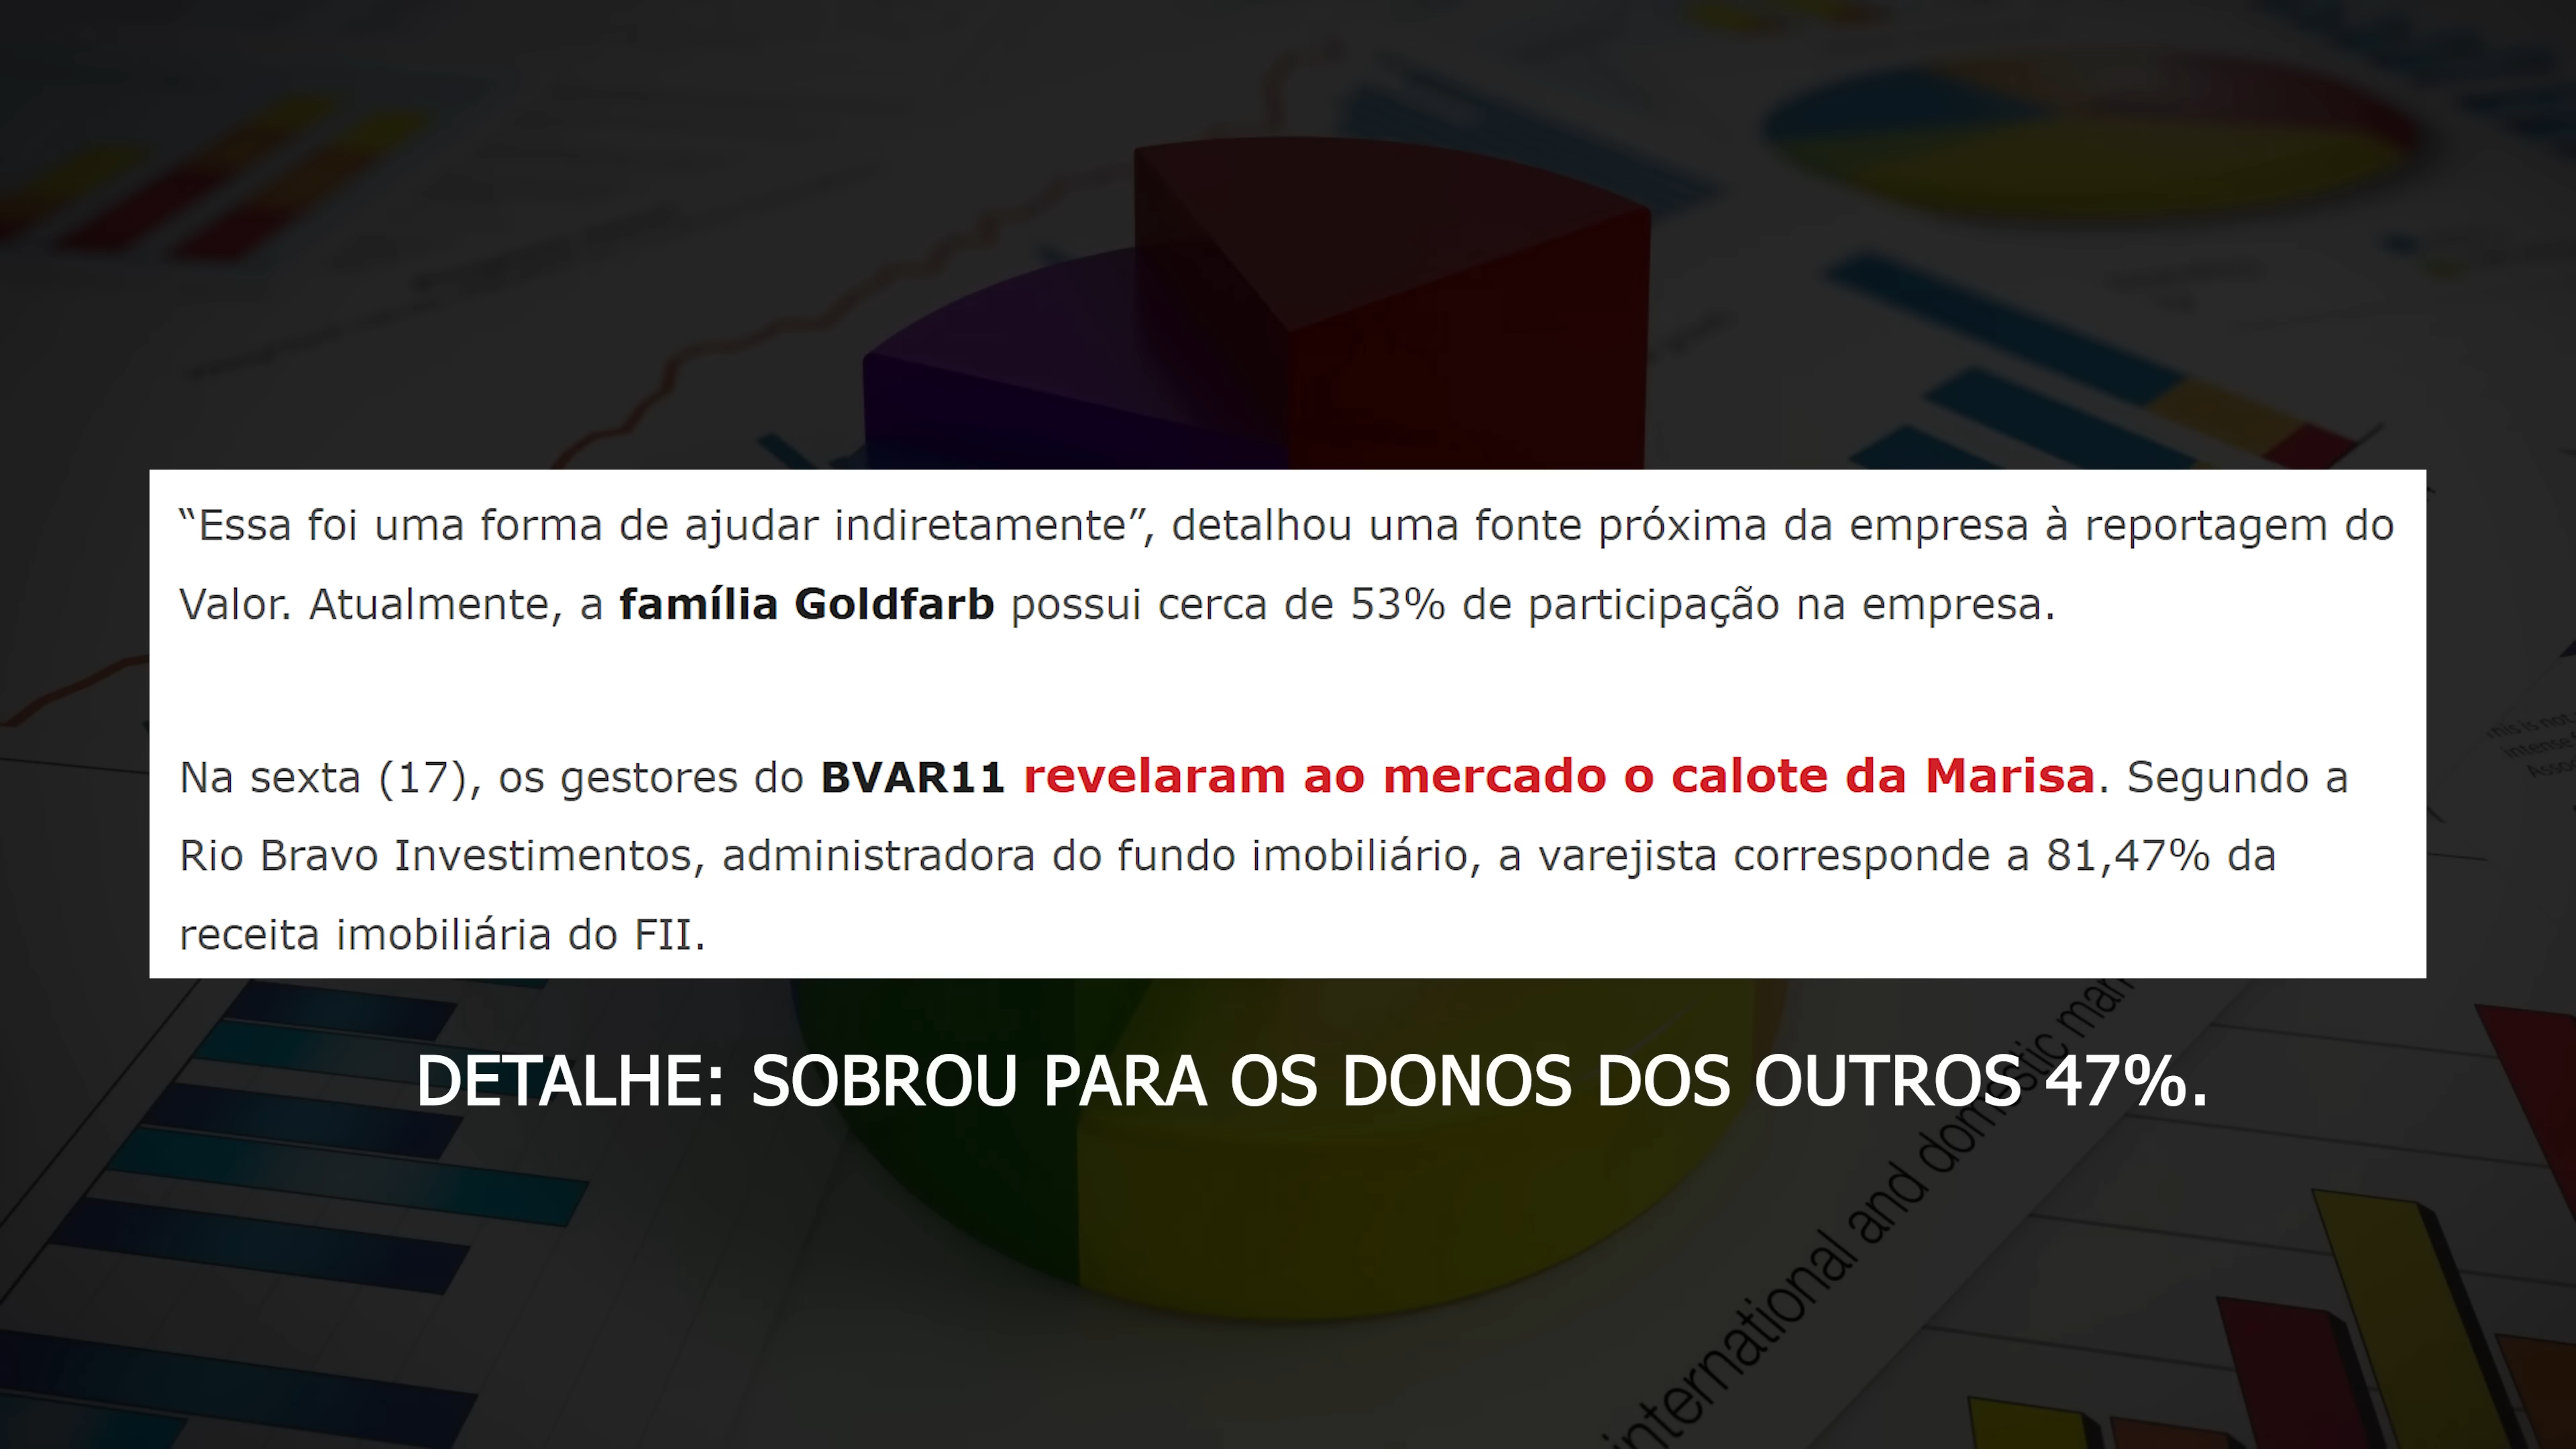 “Essa foi uma forma de ajudar indiretamente”, detalhou uma fonte próxima da empresa à reportagem do
Valor. Atualmente, a família Goldfarb possui cerca de 53% de participação na empresa.
Na sexta (17), os gestores do BVAR11 revelaram ao mercado o calote da Marisa. Segundo a
Rio Bravo Investimentos, administradora do fundo imobiliário, a varejista corresponde a 81,47% da
receita imobiliária do FII.
DETALHE: SOBROU PARA OS DONOS DOS OUTROS 47%.
international and domestic mar